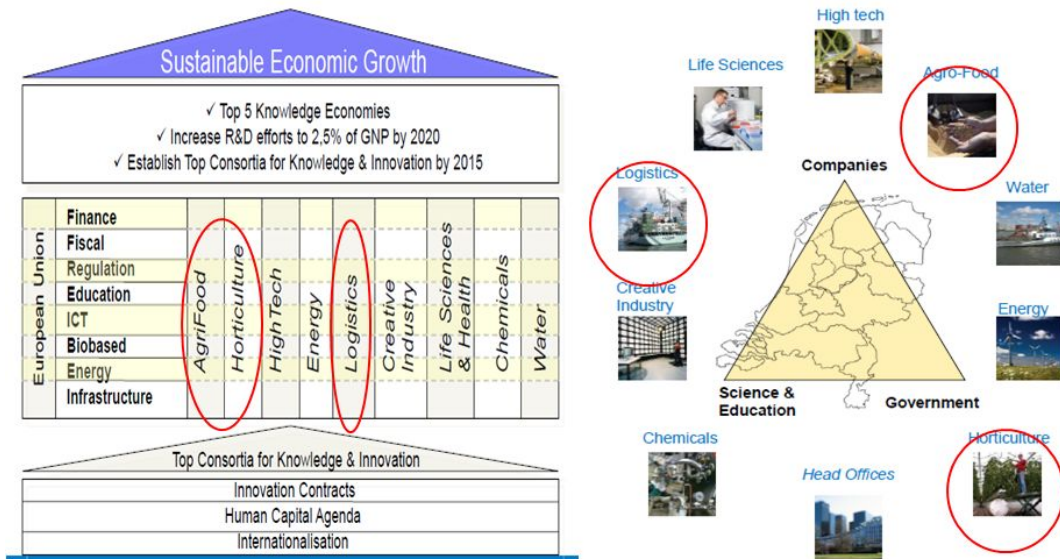 Sustainable Economic Growth
✓ Top 5 Knowledge Economies
✓ Increase R&D efforts to 2,5% of GNP by 2020
✓ Establish Top Consortia for Knowledge & Innovation by 2015
European Union
Finance
Fiscal
Regulation
Education
ICT
Biobased
Energy
Infrastructure
AgriFood
Horticulture
HighTech
Energy
Logistics
Creative
Industry
Life Sciences
& Health
Chemicals
Water
Top Consortia for Knowledge & Innovation
Innovation Contracts
Human Capital Agenda
Internationalisation
High tech
Life Sciences
Agro-Food
Companies
Logistics
Water
Creative
Industry
Energy
Science &
Education
Government
Chemicals
Head Offices
Horticulture